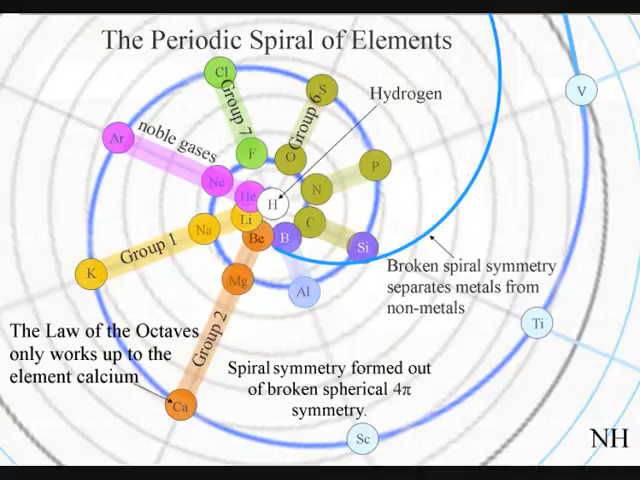 The Periodic Spiral of Elements
Cl
S
Group 7
Group 6
Hydrogen
V
Ar
noble gases
F
O
P
Ne
He
H
N
Li
C
Na
Be
B
Si
Group 1
K
Mg
Al
Broken spiral symmetry
separates metals from
non-metals
Group 2
The Law of the Octaves
only works up to the
element calcium
Ti
Spiral symmetry formed out
of broken spherical 4π
symmetry.
Ca
Sc
NH